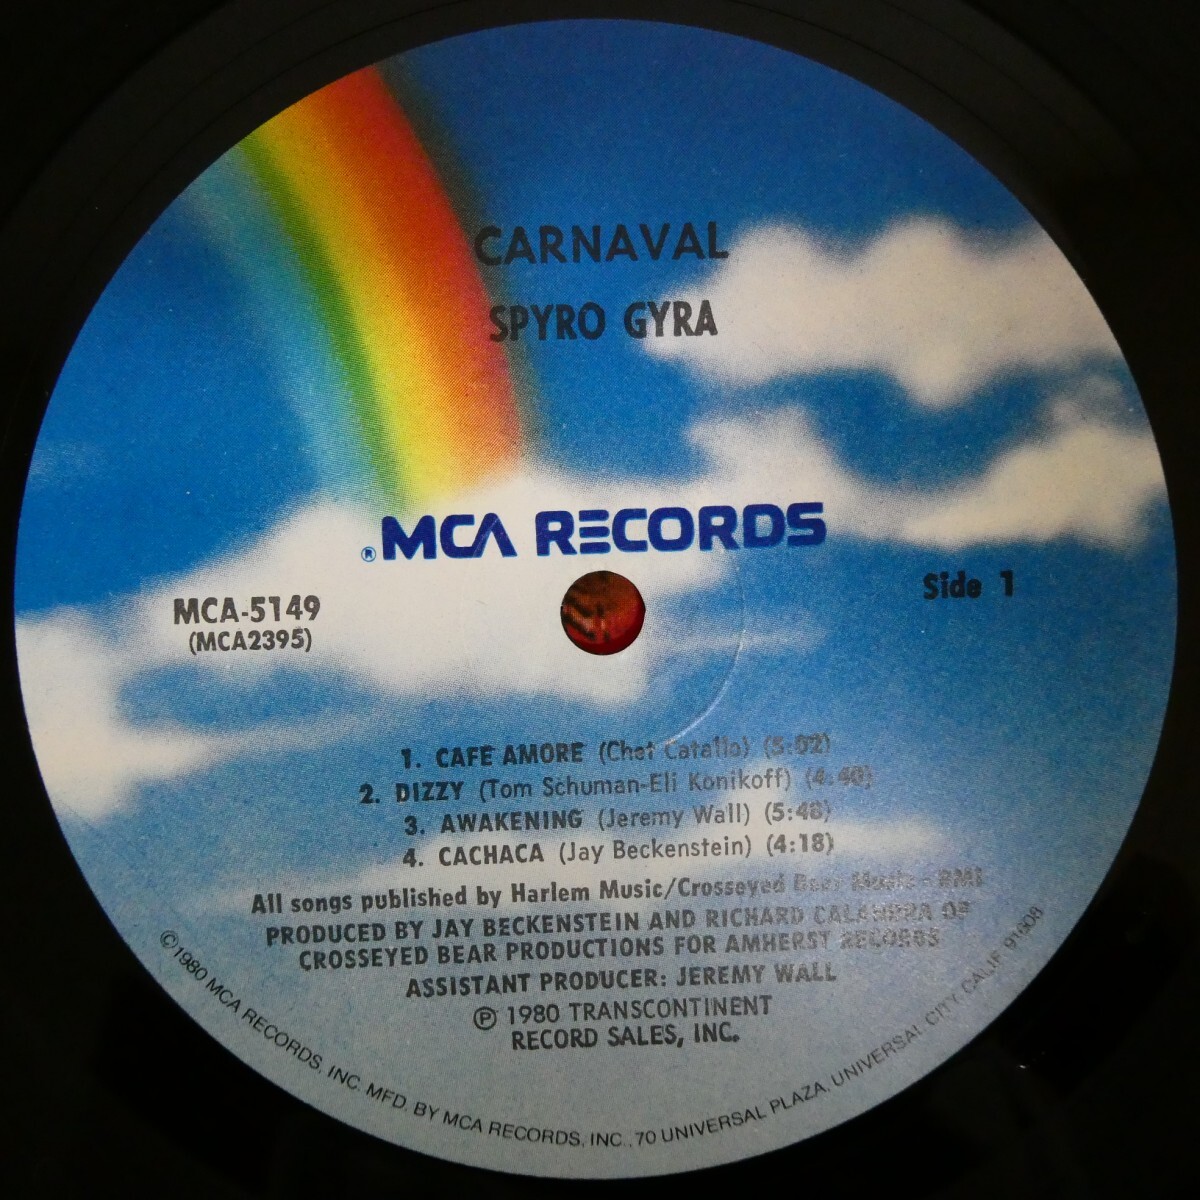 CARNAVAL
SPYRO GYRA
® MCA RECORDS
MCA-5149
(MCA2395)
Side 1
1. CAFE AMORE (Chet Catallo) (5:02)
2. DIZZY (Tom Schuman-Eli Konikoff) (4:40)
3. AWAKENING (Jeremy Wall) (5:48)
4. CACHACA (Jay Beckenstein) (4:18)
All songs published by Harlem Music/Crosseyed Bear Music - BMI
PRODUCED BY JAY BECKENSTEIN AND RICHARD CALANDRA OF
CROSSEYED BEAR PRODUCTIONS FOR AMHERST RECORDS
ASSISTANT PRODUCER: JEREMY WALL
℗ 1980 TRANSCONTINENT
RECORD SALES, INC.
©1980 MCA RECORDS, INC. MFD. BY MCA RECORDS, INC., 70 UNIVERSAL PLAZA, UNIVERSAL CITY, CALIF 91608